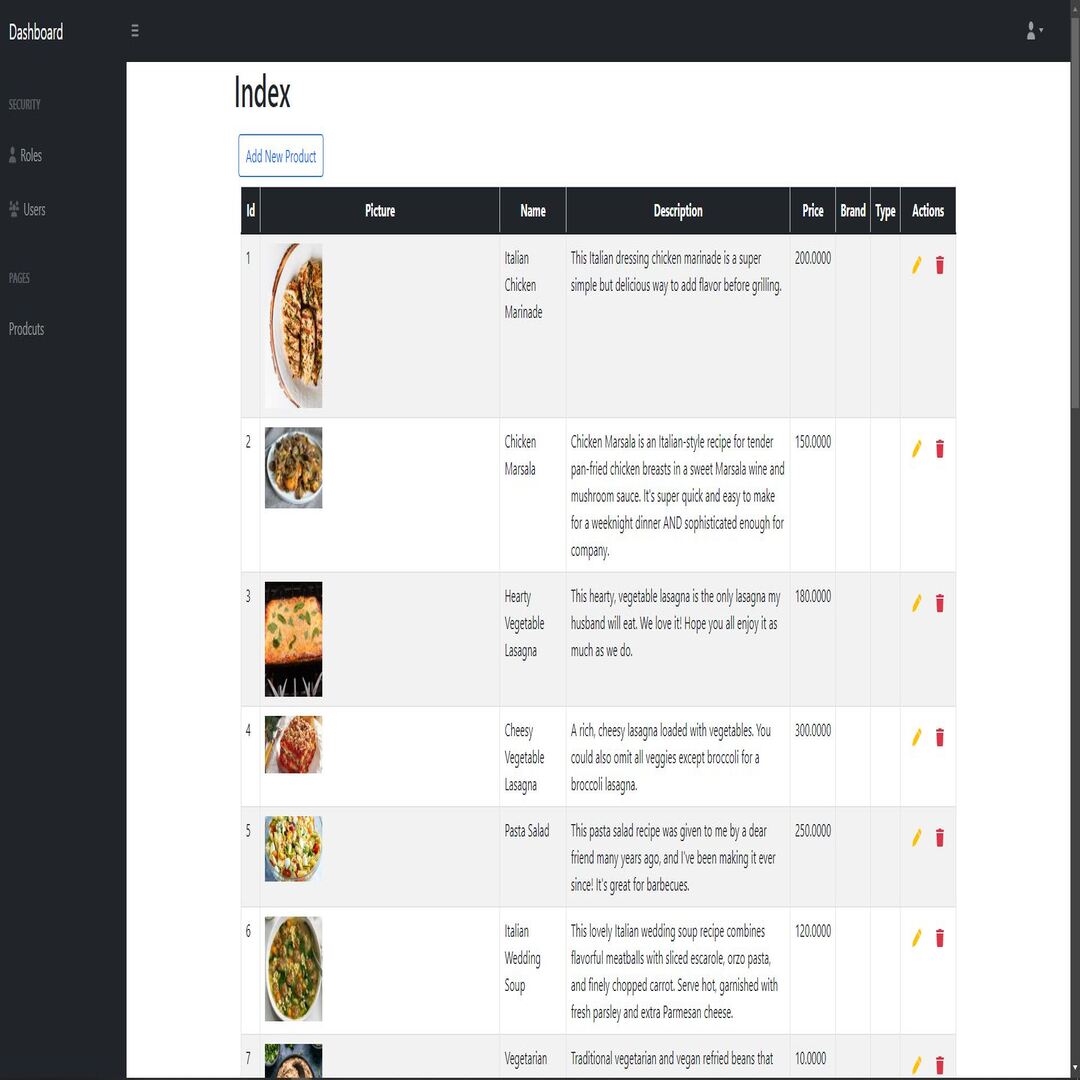 Dashboard
SECURITY
Roles
Users
PAGES
Prodcuts
Index
Add New Product
Id Picture Name Description Price Brand Type Actions
1 Italian This Italian dressing chicken marinade is a super 200.0000
Chicken simple but delicious way to add flavor before grilling.
Marinade
2 Chicken Chicken Marsala is an Italian-style recipe for tender 150.0000
Marsala pan-fried chicken breasts in a sweet Marsala wine and
mushroom sauce. It's super quick and easy to make
for a weeknight dinner AND sophisticated enough for
company.
3 Hearty This hearty, vegetable lasagna is the only lasagna my 180.0000
Vegetable husband will eat. We love it! Hope you all enjoy it as
Lasagna much as we do.
4 Cheesy A rich, cheesy lasagna loaded with vegetables. You 300.0000
Vegetable could also omit all veggies except broccoli for a
Lasagna broccoli lasagna.
5 Pasta Salad This pasta salad recipe was given to me by a dear 250.0000
friend many years ago, and I've been making it ever
since! It's great for barbecues.
6 Italian This lovely Italian wedding soup recipe combines 120.0000
Wedding flavorful meatballs with sliced escarole, orzo pasta,
Soup and finely chopped carrot. Serve hot, garnished with
fresh parsley and extra Parmesan cheese.
7 Vegetarian Traditional vegetarian and vegan refried beans that 10.0000